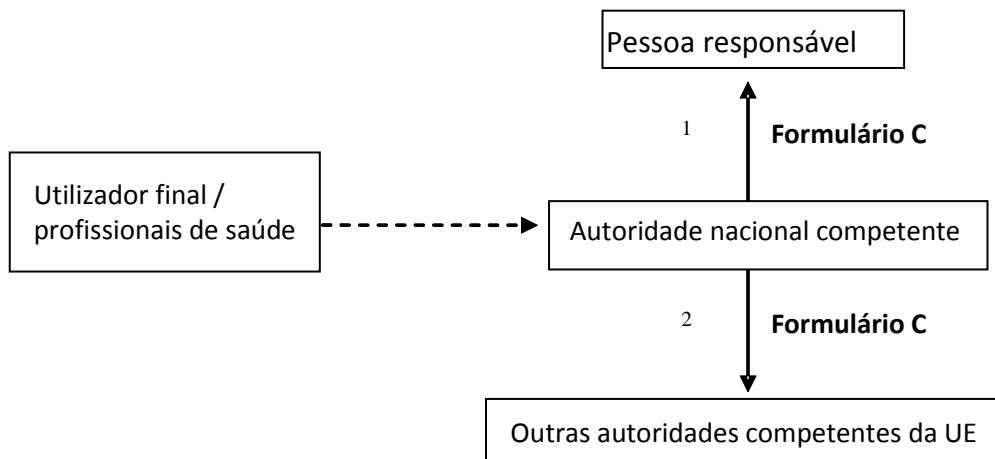 Pessoa responsável
1
Formulário C
Utilizador final /
profissionais de saúde
Autoridade nacional competente
2
Formulário C
Outras autoridades competentes da UE